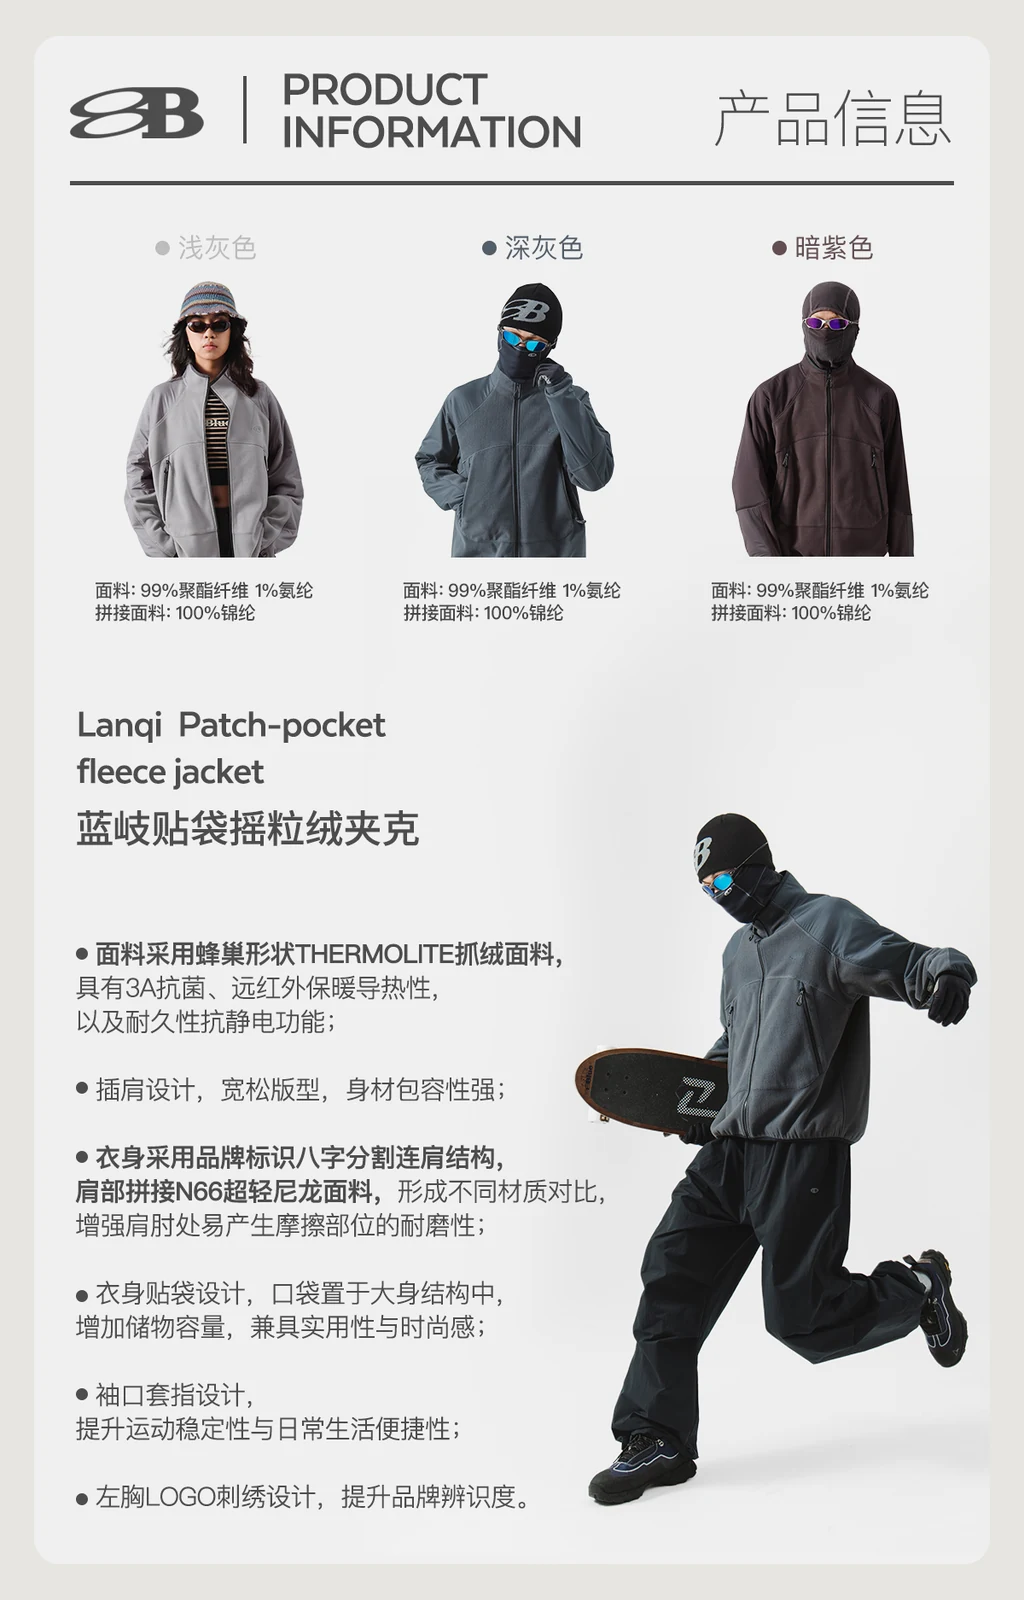 B
PRODUCT
INFORMATION
产品信息
浅灰色
深灰色
暗紫色
B
Blue
面料: 99%聚酯纤维 1%氨纶
拼接面料: 100%锦纶
面料: 99%聚酯纤维 1%氨纶
拼接面料: 100%锦纶
面料: 99%聚酯纤维 1%氨纶
拼接面料: 100%锦纶
Lanqi Patch-pocket
fleece jacket
蓝岐贴袋摇粒绒夹克
B
● 面料采用蜂巢形状THERMOLITE抓绒面料，
具有3A抗菌、远红外保暖导热性，
以及耐久性抗静电功能；
● 插肩设计，宽松版型，身材包容性强；
● 衣身采用品牌标识八字分割连肩结构，
肩部拼接N66超轻尼龙面料，形成不同材质对比，
增强肩肘处易产生摩擦部位的耐磨性；
● 衣身贴袋设计，口袋置于大身结构中，
增加储物容量，兼具实用性与时尚感；
● 袖口套指设计，
提升运动稳定性与日常生活便捷性；
● 左胸LOGO刺绣设计，提升品牌辨识度。